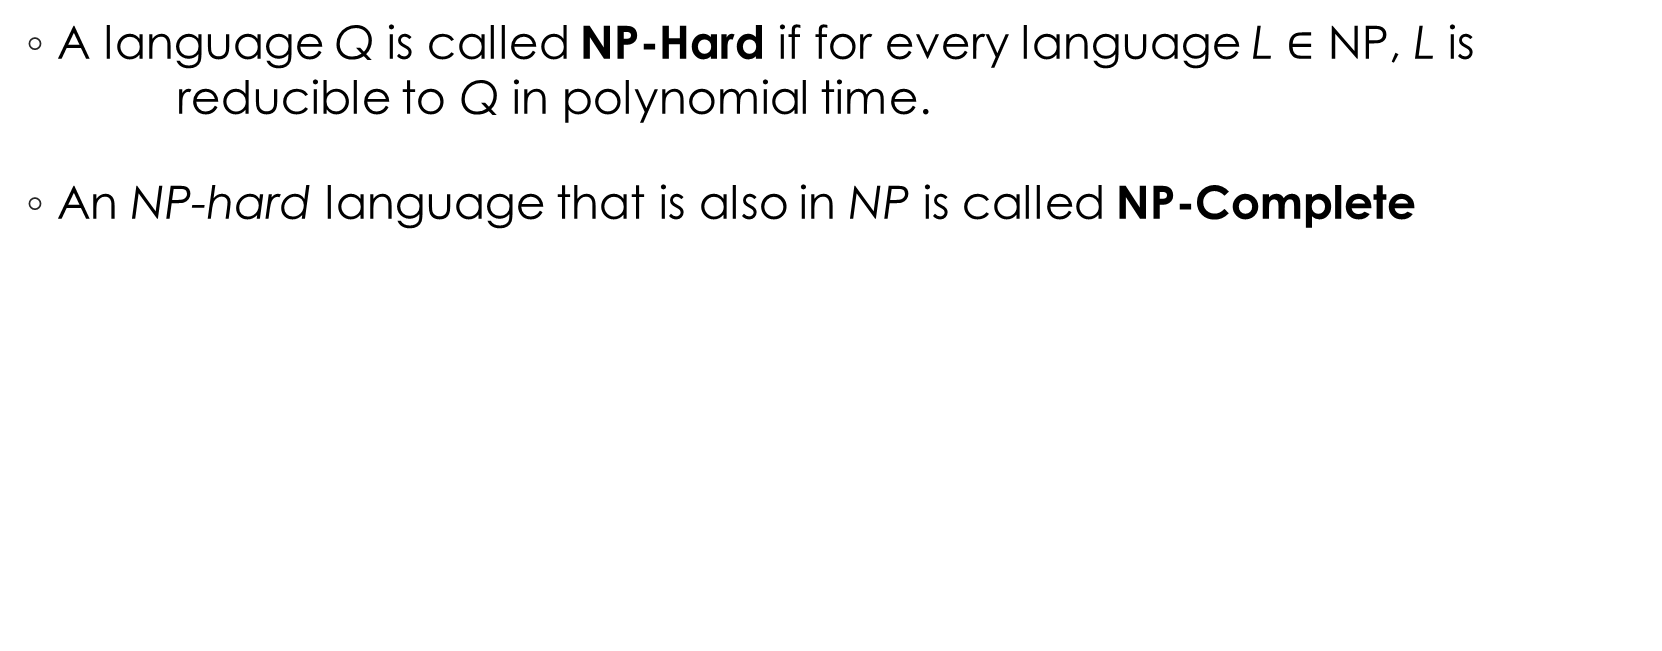 ◦ A language Q is called NP-Hard if for every language L ∈ NP, L is
reducible to Q in polynomial time.
◦ An NP-hard language that is also in NP is called NP-Complete